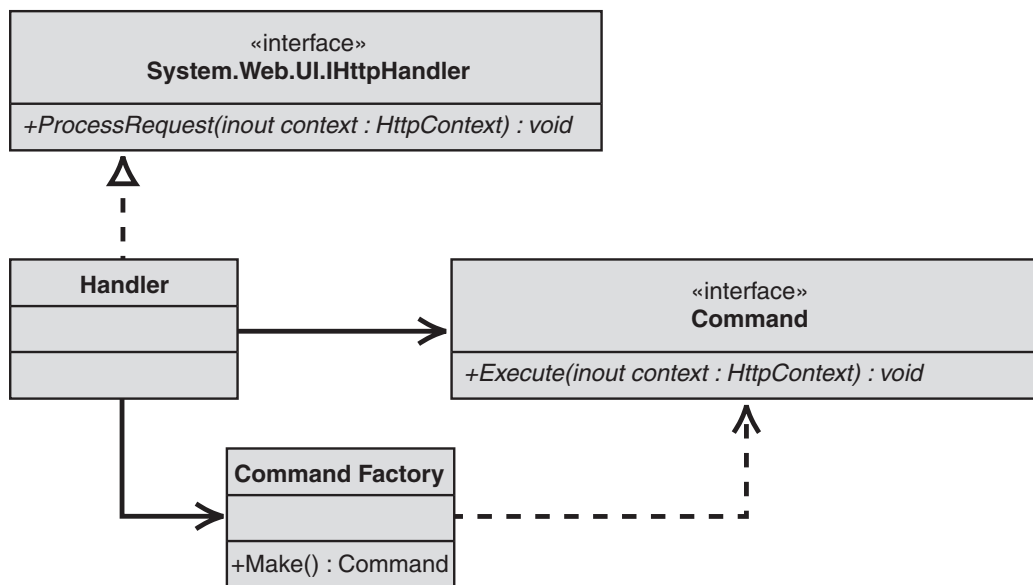 «interface»
System.Web.UI.IHttpHandler
+ProcessRequest(inout context : HttpContext) : void
Handler
«interface»
Command
+Execute(inout context : HttpContext) : void
Command Factory
+Make() : Command